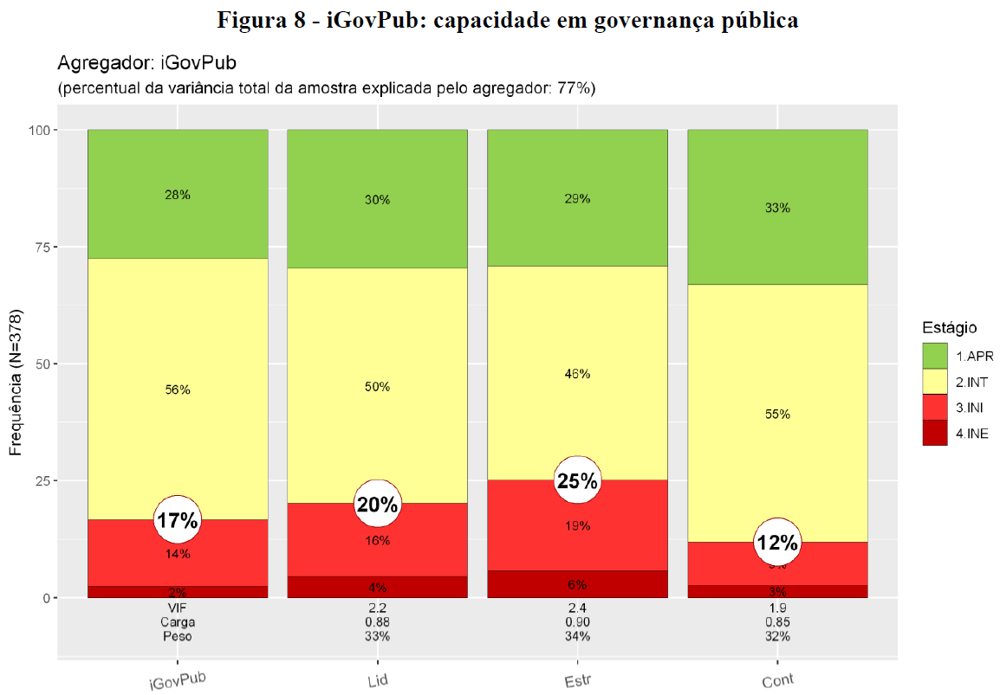 Figura 8 - iGovPub: capacidade em governança pública
Agregador: iGovPub
(percentual da variância total da amostra explicada pelo agregador: 77%)
Frequência (N=378)
100
75
50
25
0
28%
30%
29%
33%
56%
50%
46%
55%
17%
20%
25%
12%
14%
16%
19%
2%
4%
6%
3%
VIF
2.2
2.4
1.9
Carga
0.88
0.90
0.85
Peso
33%
34%
32%
iGovPub
Lid
Estr
Cont
Estágio
1.APR
2.INT
3.INI
4.INE